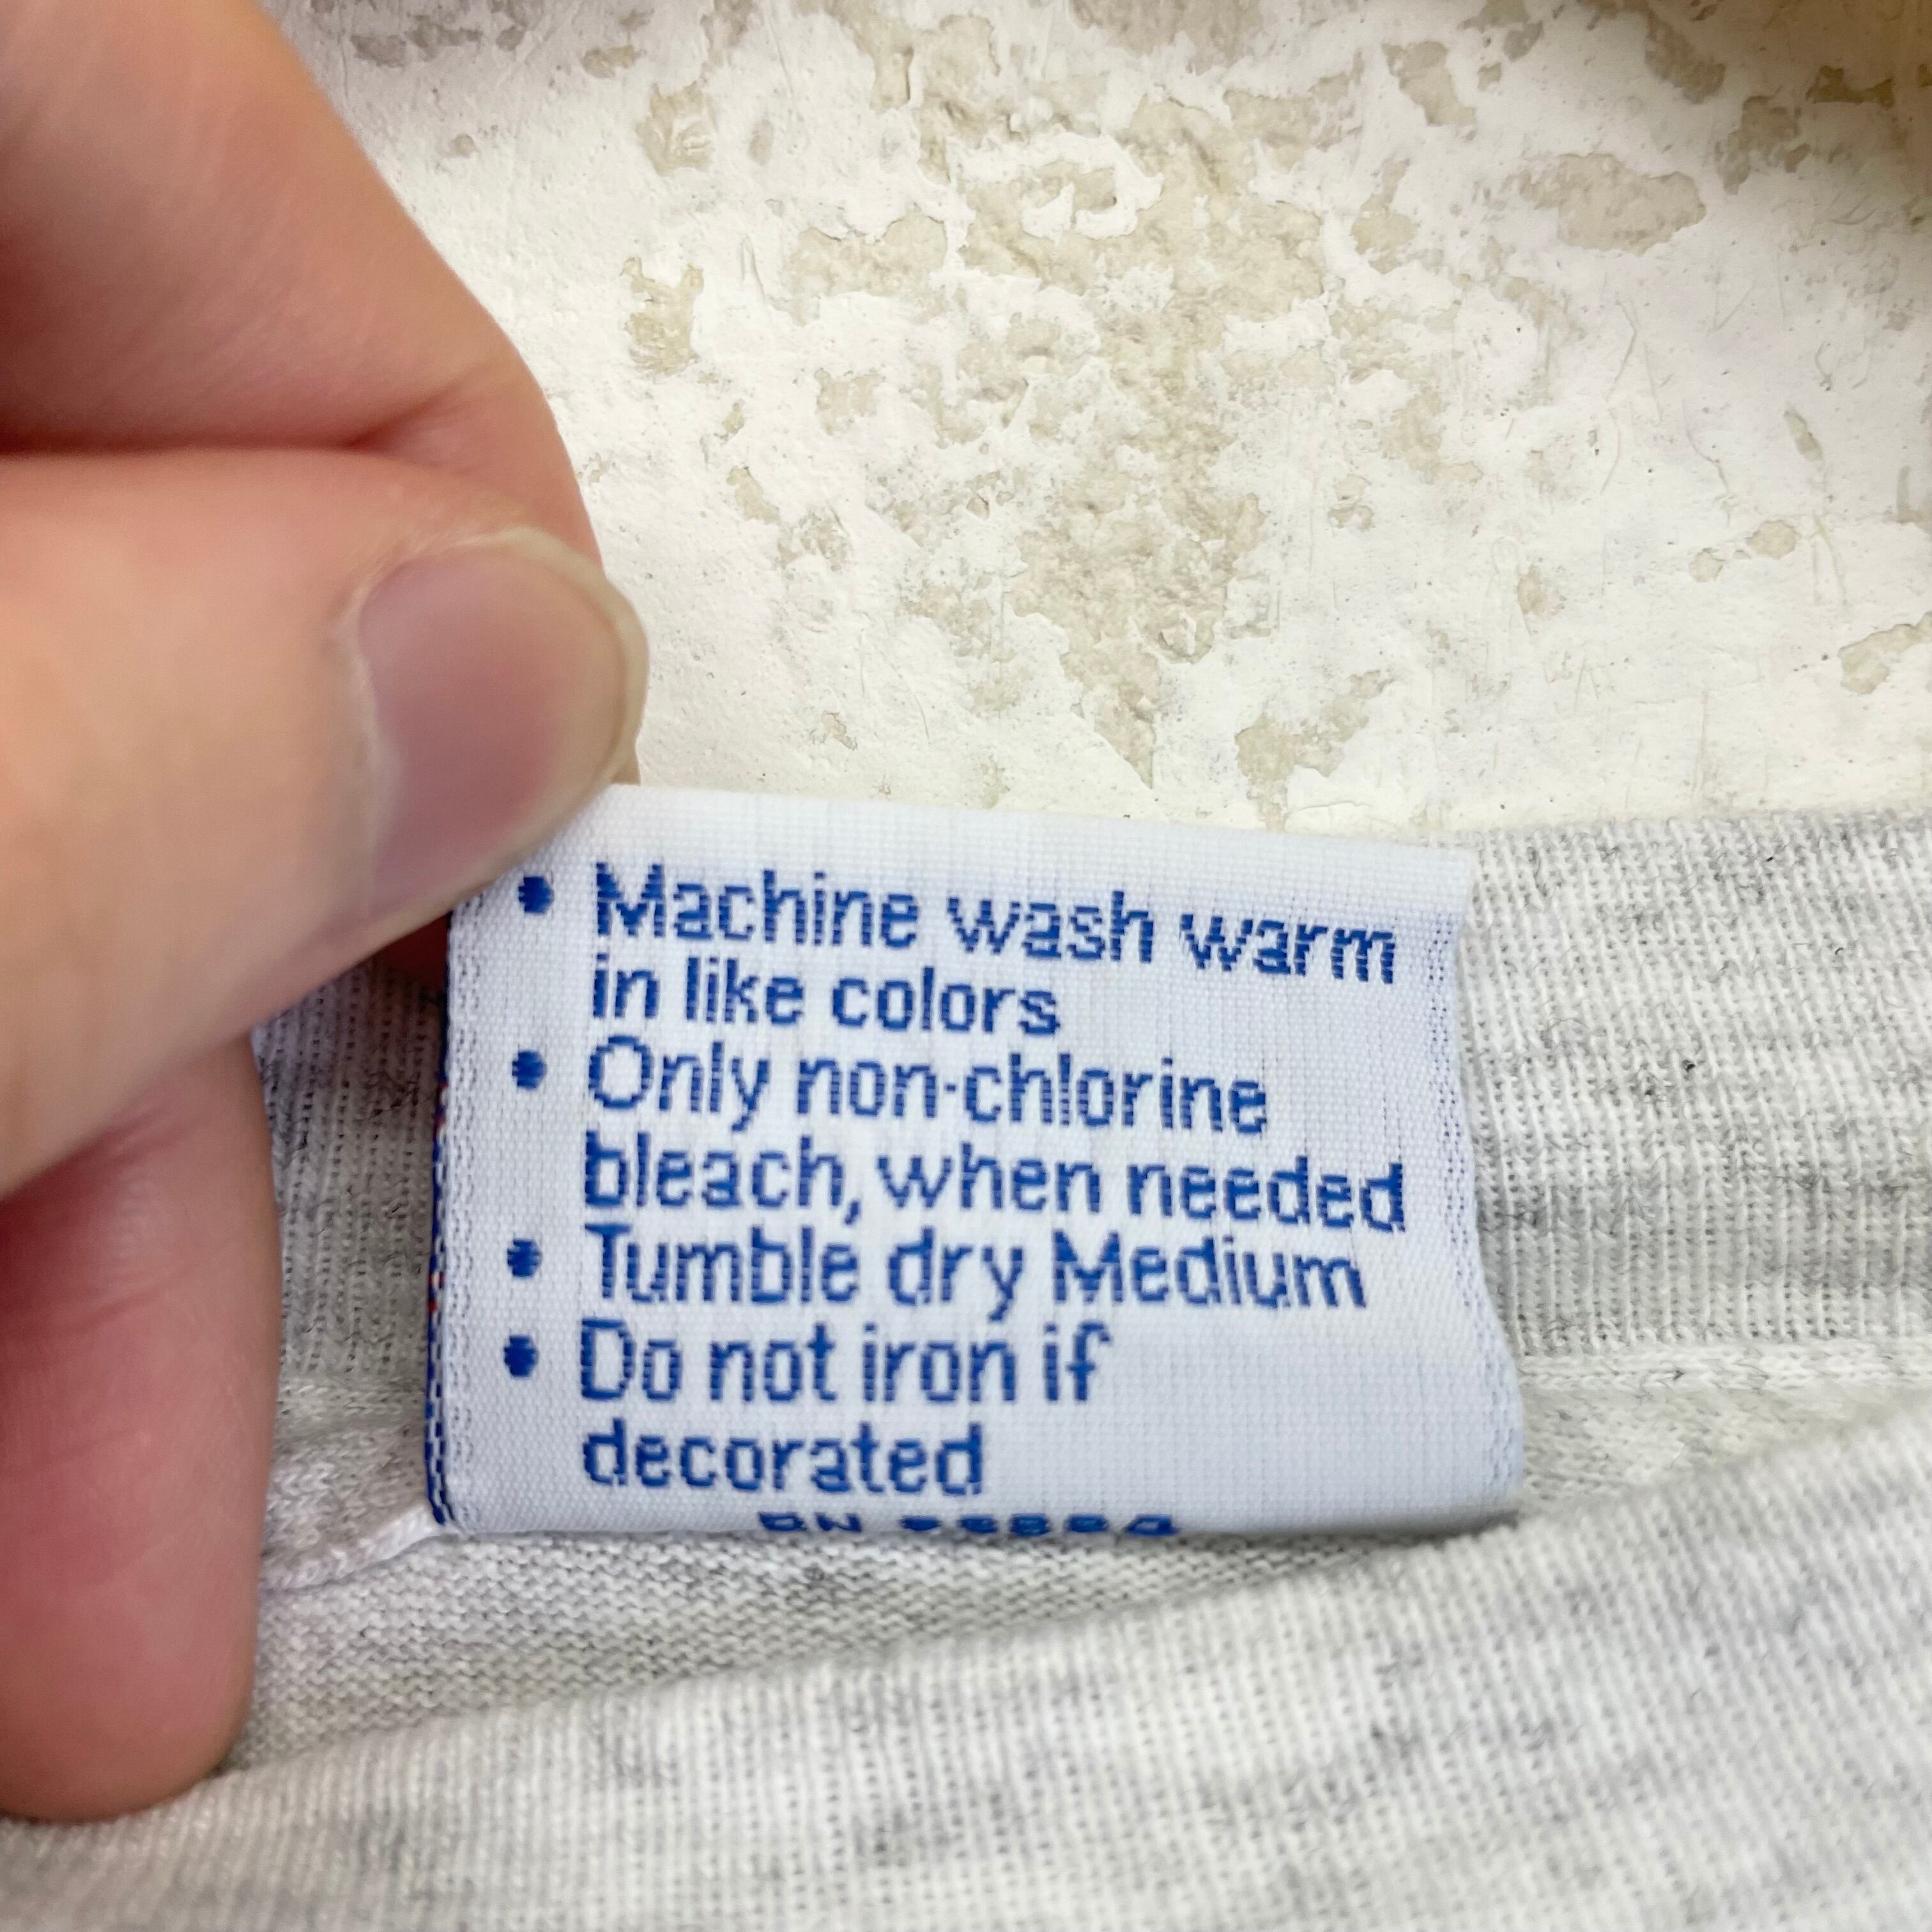 • Machine wash warm
in like colors
• Only non-chlorine
bleach, when needed
• Tumble dry Medium
• Do not iron if
decorated